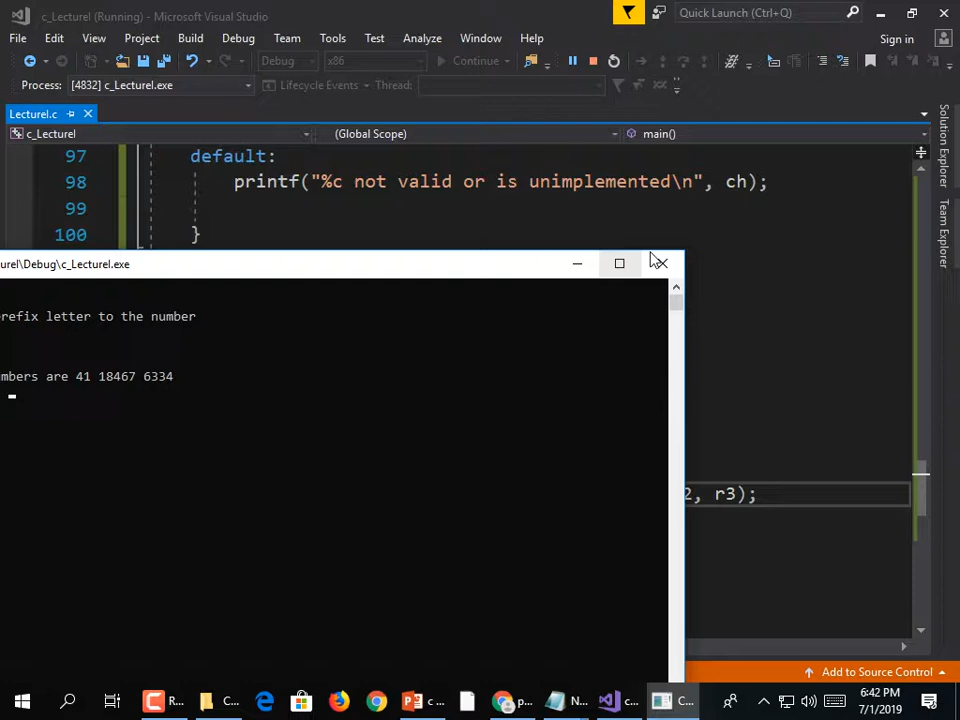 c_Lecturel (Running) - Microsoft Visual Studio
Quick Launch (Ctrl+Q)
File Edit View Project Build Debug Team Tools Test Analyze Window Help
Sign in
Debug x86 Continue
Process: [4832] c_Lecturel.exe Lifecycle Events Thread:
Lecturel.c
c_Lecturel (Global Scope) main()
97 default:
98 printf("%c not valid or is unimplemented\n", ch);
99
100 }
urel\Debug\c_Lecturel.exe
refix letter to the number
mbers are 41 18467 6334
2, r3);
Solution Explorer
Team Explorer
Add to Source Control
R... C... c ... p... N... c... C...
6:42 PM
7/1/2019